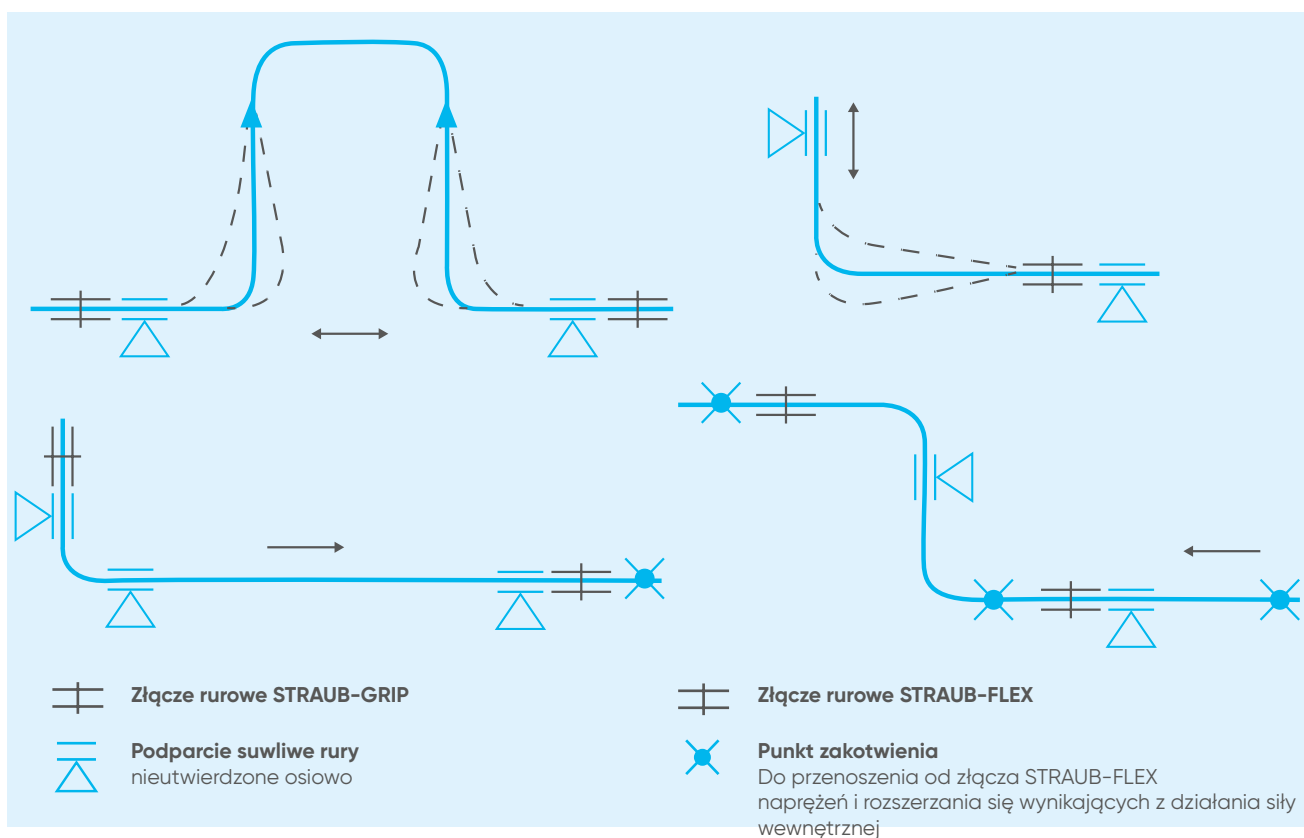 Złącze rurowe STRAUB-GRIP
Podparcie suwliwe rury
nieutwierdzone osiowo
Złącze rurowe STRAUB-FLEX
Punkt zakotwienia
Do przenoszenia od złącza STRAUB-FLEX
naprężeń i rozszerzania się wynikających z działania siły
wewnętrznej